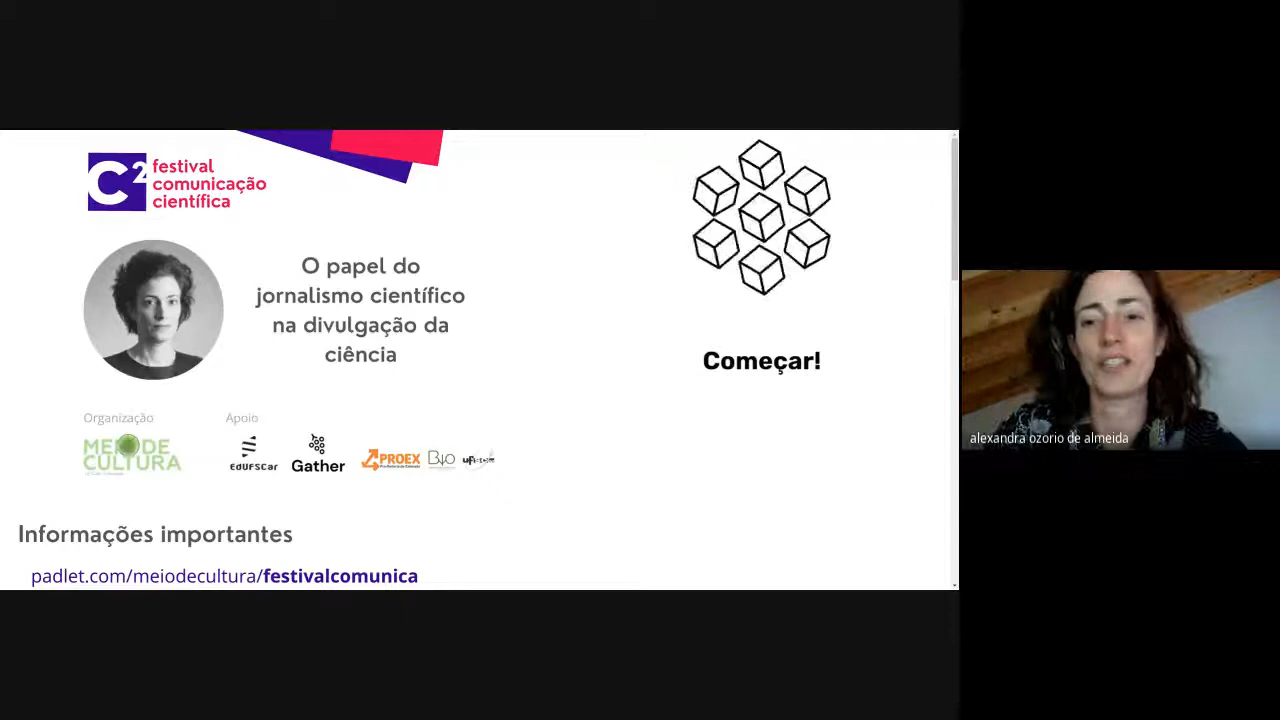 C2
festival
comunicação
científica
O papel do
jornalismo científico
na divulgação da
ciência
Começar!
Organização
Apoio
MEIO DE
CULTURA
EdUFSCar
Gather
PROEX
alexandra ozorio de almeida
Informações importantes
padlet.com/meiodecultura/festivalcomunica